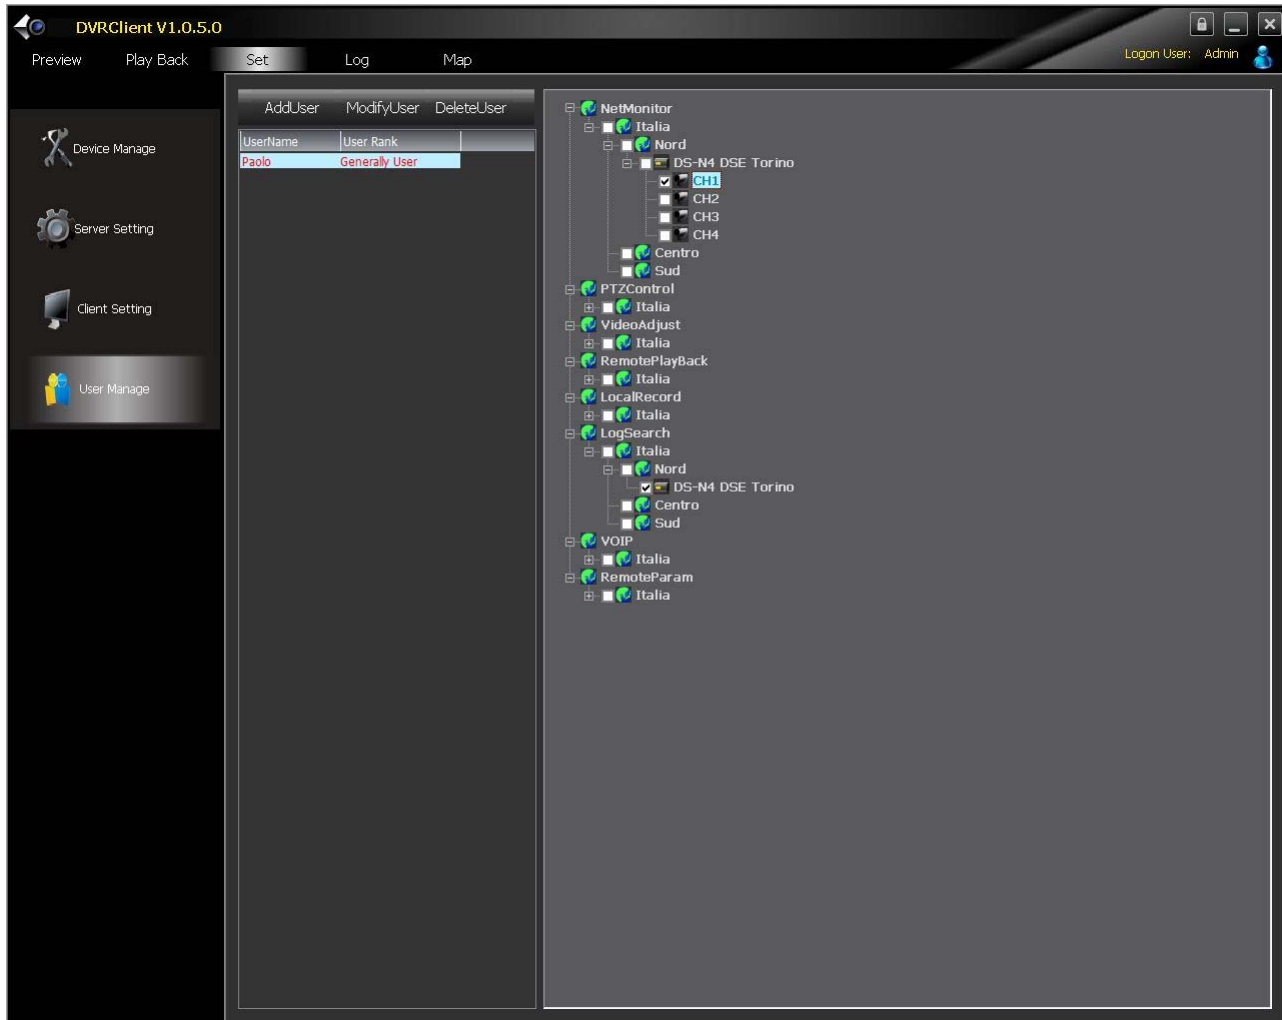 DVRClient V1.0.5.0
Preview Play Back Set Log Map
Logon User: Admin
Device Manage
Server Setting
Client Setting
User Manage
AddUser ModifyUser DeleteUser
UserName User Rank
Paolo Generally User
NetMonitor
Italia
Nord
DS-N4 DSE Torino
CH1
CH2
CH3
CH4
Centro
Sud
PTZControl
Italia
VideoAdjust
Italia
RemotePlayBack
Italia
LocalRecord
Italia
LogSearch
Italia
Nord
DS-N4 DSE Torino
Centro
Sud
VOIP
Italia
RemoteParam
Italia